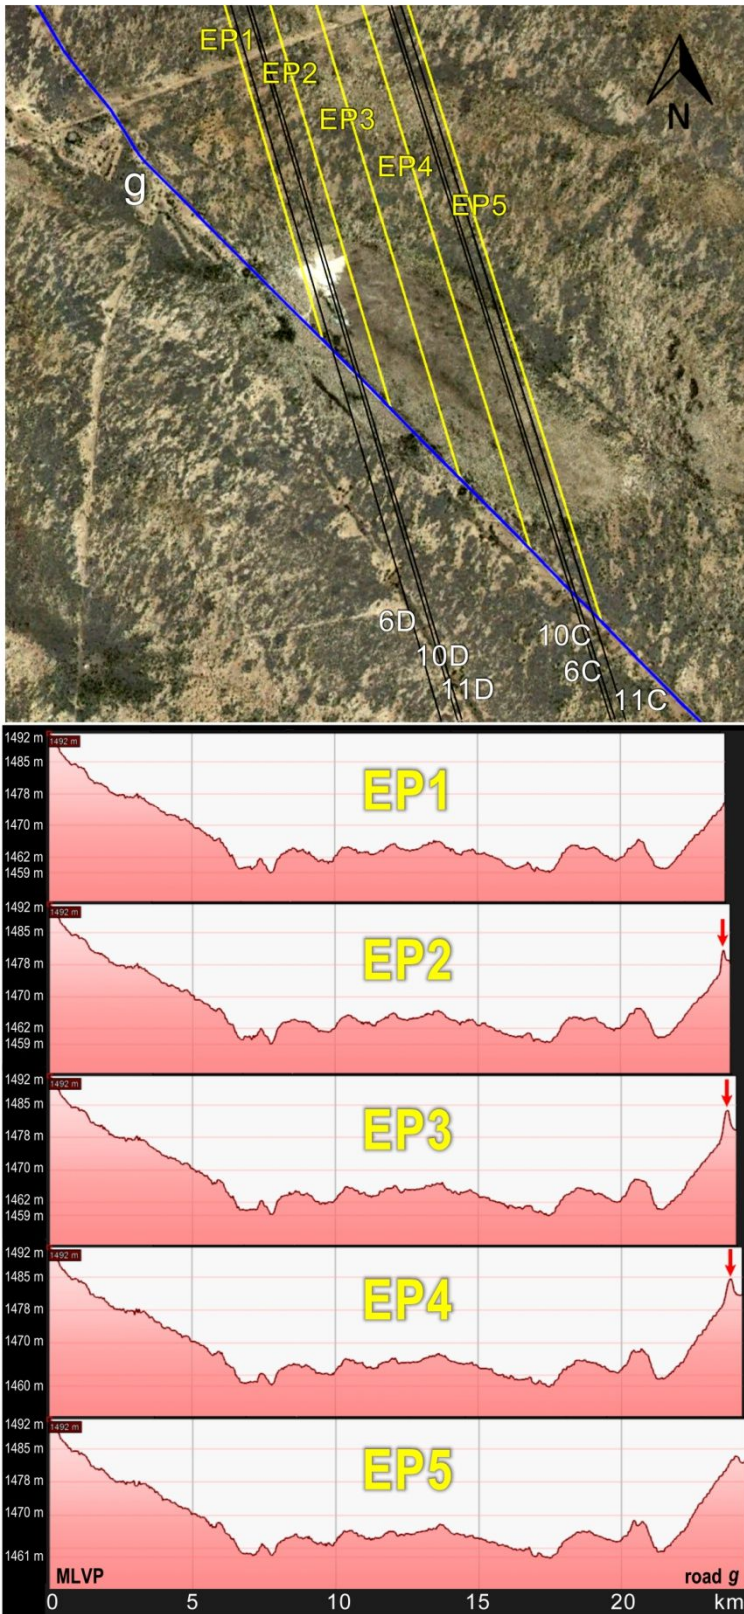 EP1
EP2
EP3
EP4
EP5
N
g
6D
10D
11D
10C
6C
11C
1492 m
1492 m
1485 m
1478 m
1470 m
1462 m
1459 m
EP1
1492 m
1492 m
1485 m
1478 m
1470 m
1462 m
1459 m
EP2
1492 m
1492 m
1485 m
1478 m
1470 m
1462 m
1459 m
EP3
1492 m
1492 m
1485 m
1478 m
1470 m
1460 m
EP4
1492 m
1492 m
1485 m
1478 m
1470 m
1461 m
EP5
MLVP
road g
0 5 10 15 20 km